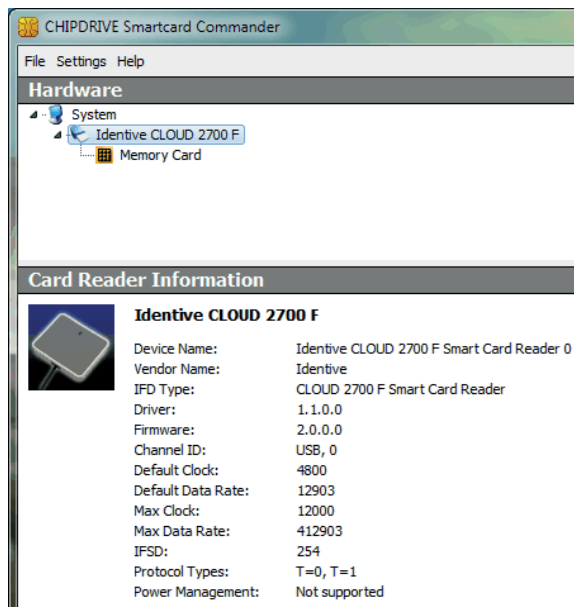 CHIPDRIVE Smartcard Commander
File Settings Help
Hardware
System
Identive CLOUD 2700 F
Memory Card
Card Reader Information
Identive CLOUD 2700 F
Device Name: Identive CLOUD 2700 F Smart Card Reader 0
Vendor Name: Identive
IFD Type: CLOUD 2700 F Smart Card Reader
Driver: 1.1.0.0
Firmware: 2.0.0.0
Channel ID: USB, 0
Default Clock: 4800
Default Data Rate: 12903
Max Clock: 12000
Max Data Rate: 412903
IFSD: 254
Protocol Types: T=0, T=1
Power Management: Not supported